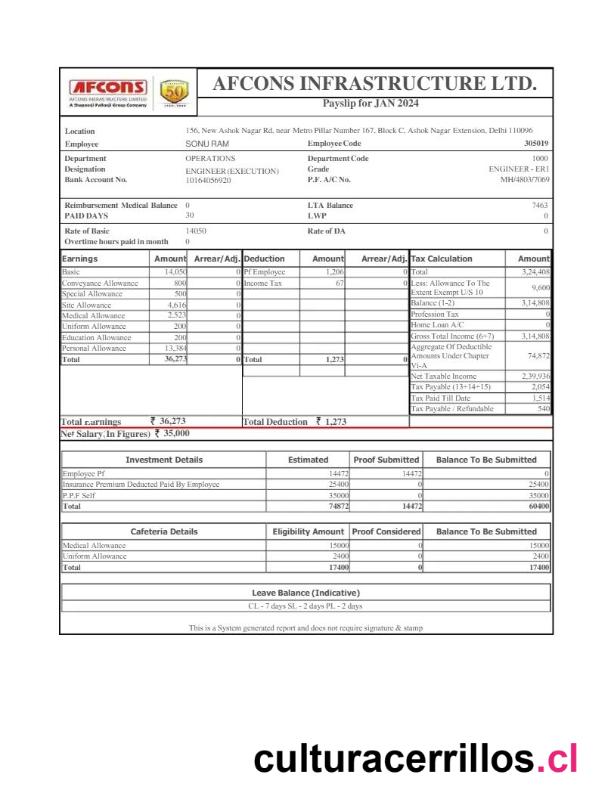 AFCONS
AFCONS INFRASTRUCTURE LIMITED
A Shapoorji Pallonji Group Company
50
AFCONS INFRASTRUCTURE LTD.
Payslip for JAN 2024
Location 156, New Ashok Nagar Rd, near Metro Pillar Number 167, Block C, Ashok Nagar Extension, Delhi 110096
Employee SONU RAM Employee Code 305019
Department OPERATIONS Department Code 1000
Designation ENGINEER (EXECUTION) Grade ENGINEER - ER1
Bank Account No. 10164056920 P.F. A/C No. MH/4803/7069
Reimbursement Medical Balance 0 LTA Balance 7463
PAID DAYS 30 LWP 0
Rate of Basic 14050 Rate of DA 0
Overtime hours paid in month 0
Earnings Amount Arrear/Adj. Deduction Amount Arrear/Adj. Tax Calculation Amount
Basic 14,050 0 Pf Employee 1,206 0 Total 3,24,408
Conveyance Allowance 800 0 Income Tax 67 0 Less: Allowance To The Extent Exempt U/S 10 9,600
Special Allowance 500 0
Site Allowance 4,616 0 Balance (1-2) 3,14,808
Medical Allowance 2,523 0 Profession Tax 0
Uniform Allowance 200 0 Home Loan A/C 0
Education Allowance 200 0 Gross Total Income (6+7) 3,14,808
Personal Allowance 13,384 0 Aggregate Of Deductible Amounts Under Chapter Vi-A 74,872
Total 36,273 0 Total 1,273 0
Net Taxable Income 2,39,936
Tax Payable (13+14+15) 2,054
Tax Paid Till Date 1,514
Tax Payable / Refundable 540
Total Earnings ₹ 36,273 Total Deduction ₹ 1,273
Net Salary(In Figures) ₹ 35,000
Investment Details Estimated Proof Submitted Balance To Be Submitted
Employee Pf 14472 14472 0
Insurance Premium Deducted Paid By Employee 25400 0 25400
P.P.F Self 35000 0 35000
Total 74872 14472 60400
Cafeteria Details Eligibility Amount Proof Considered Balance To Be Submitted
Medical Allowance 15000 0 15000
Uniform Allowance 2400 0 2400
Total 17400 0 17400
Leave Balance (Indicative)
CL - 7 days SL - 2 days PL - 2 days
This is a System generated report and does not require signature & stamp
culturacerrillos.cl